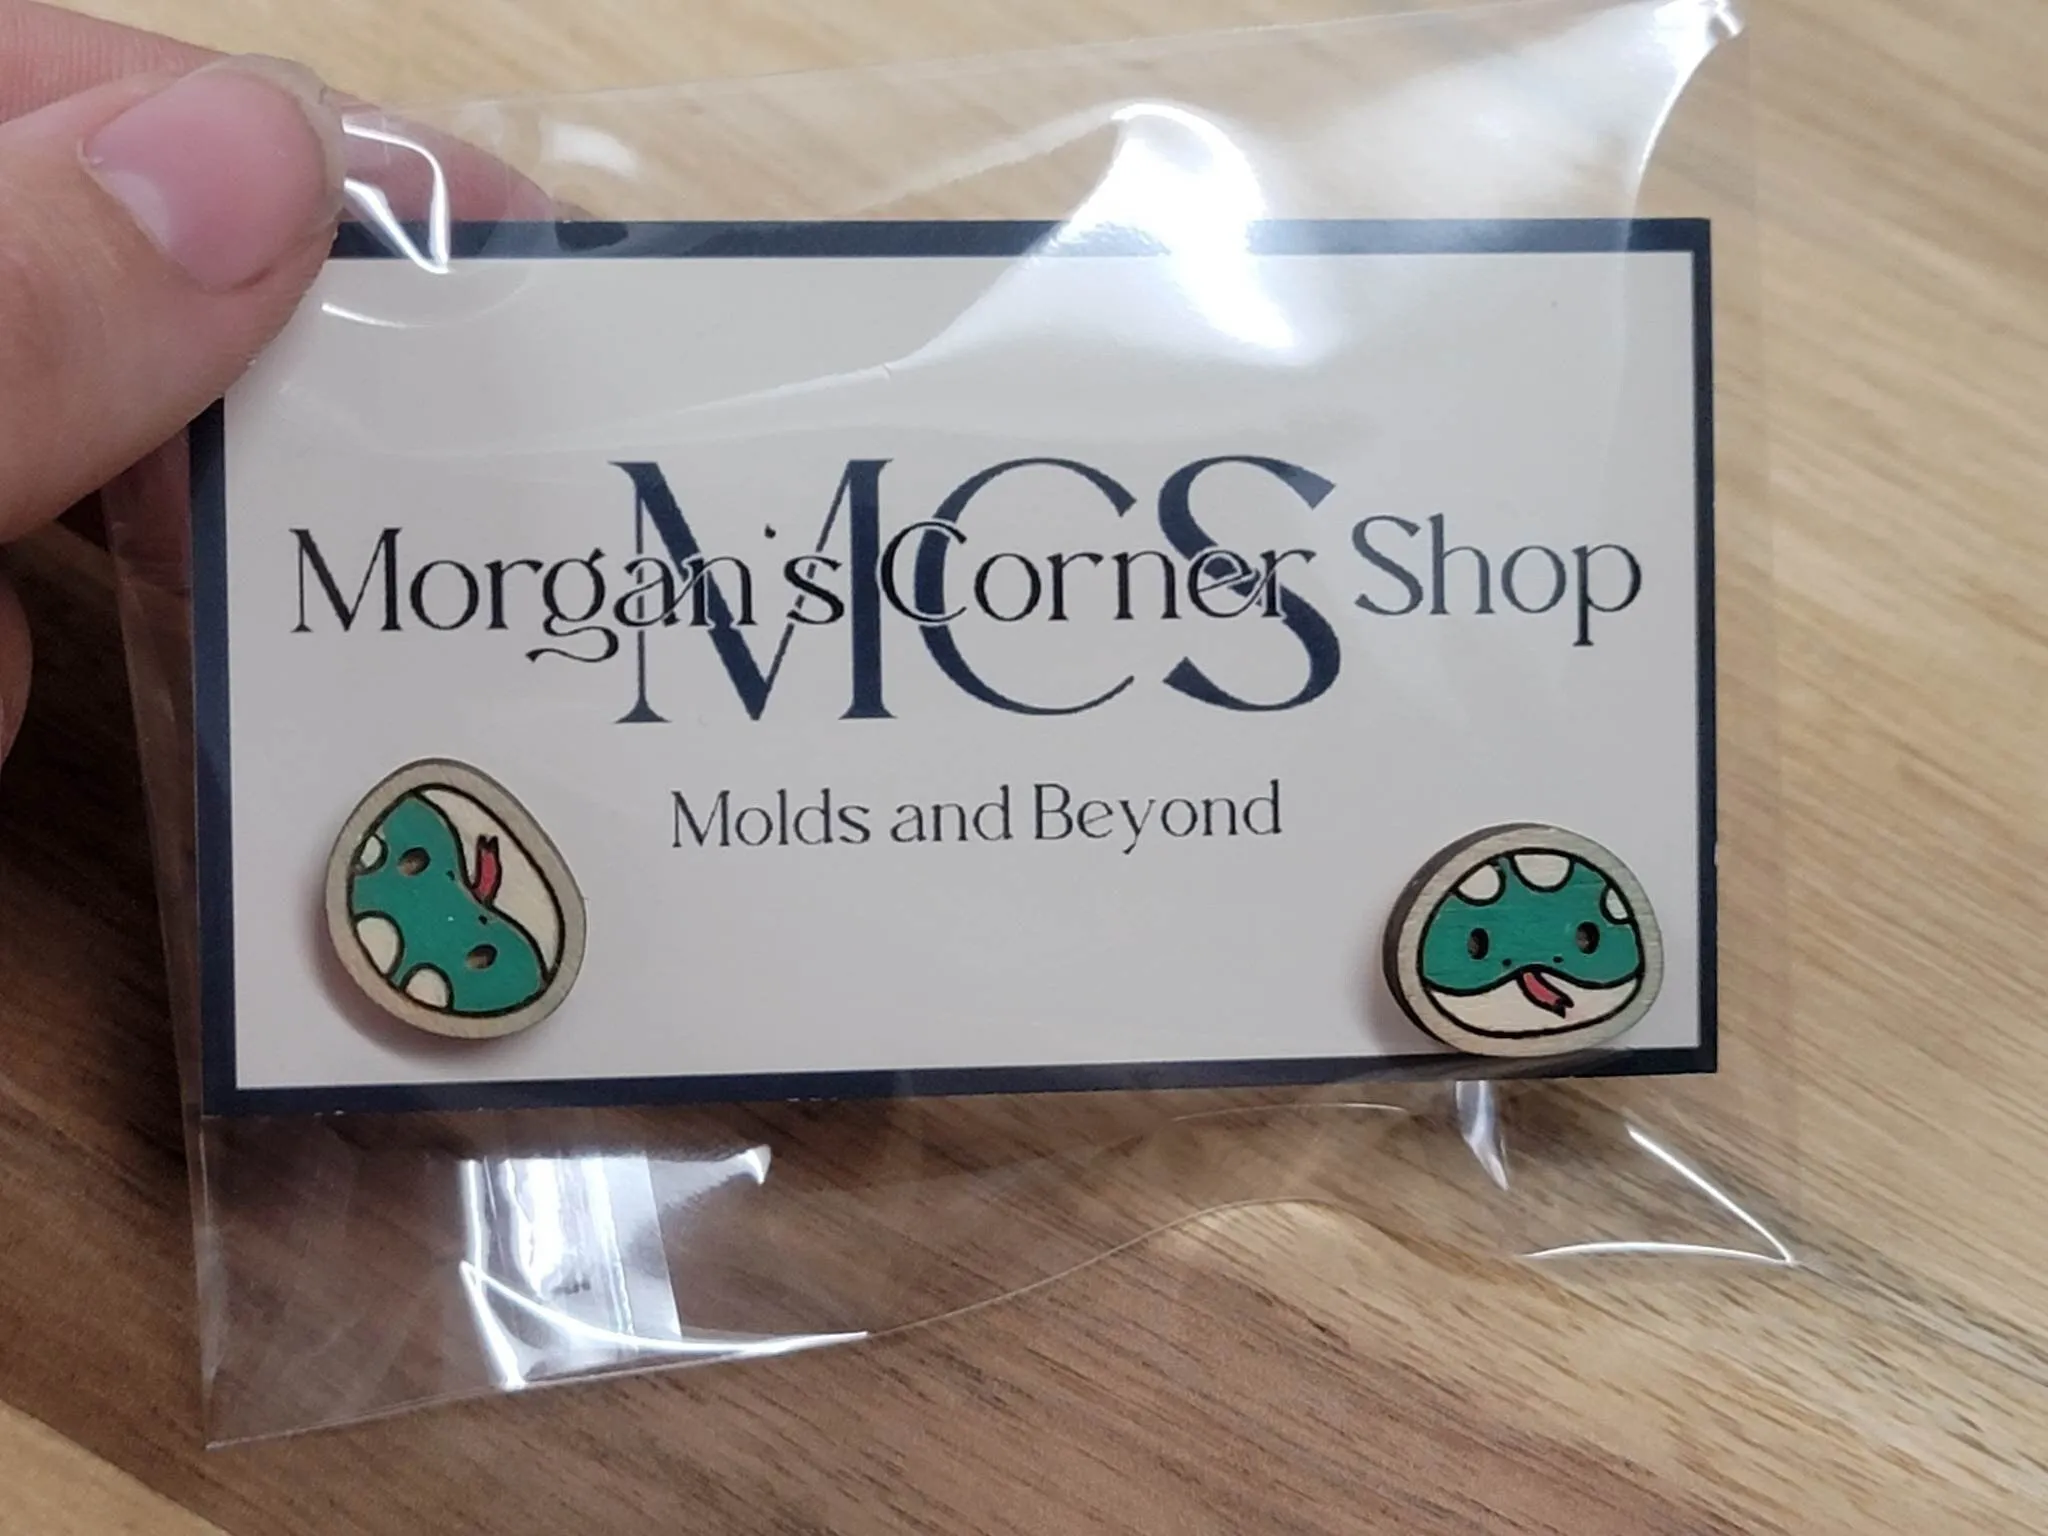 MCS
Morgan's Corner Shop
Molds and Beyond